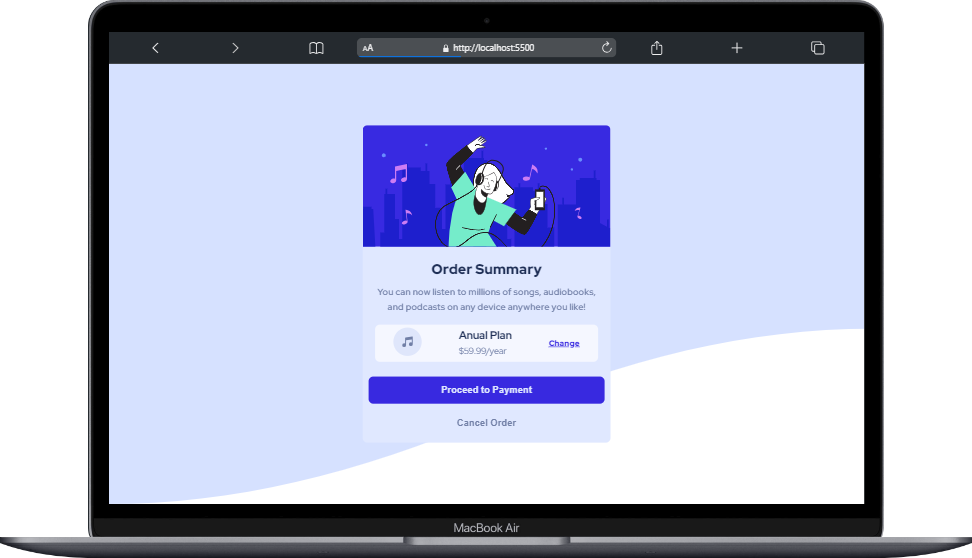 AA
http://localhost:5500
Order Summary
You can now listen to millions of songs, audiobooks,
and podcasts on any device anywhere you like!
Anual Plan
$59.99/year
Change
Proceed to Payment
Cancel Order
MacBook Air